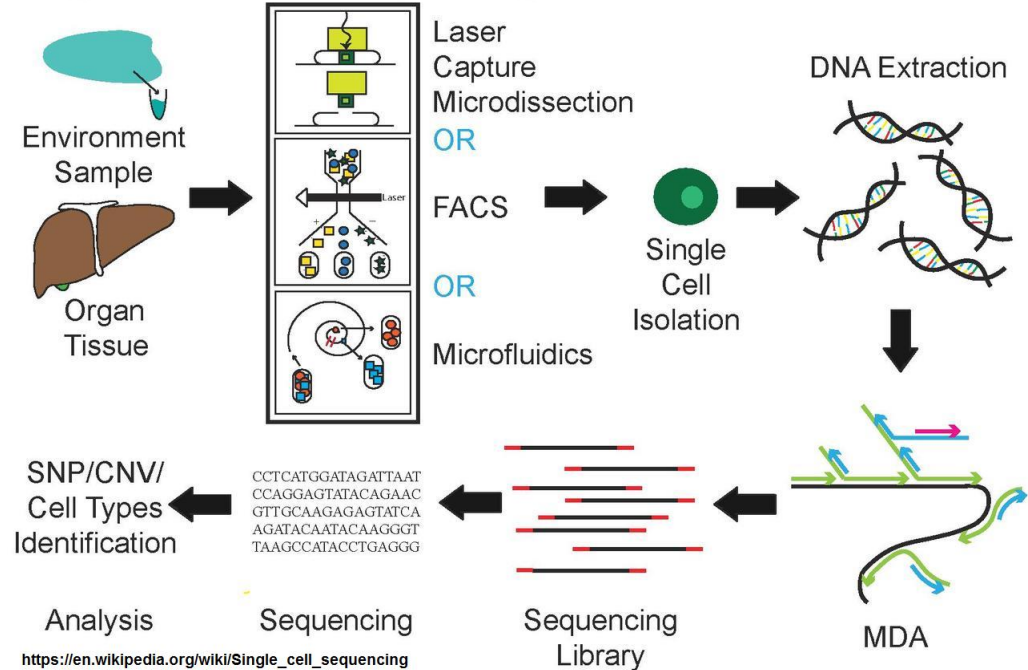 Environment
Sample
Organ
Tissue
Laser
Capture
Microdissection
OR
FACS
OR
Microfluidics
Laser
+
−
Single
Cell
Isolation
DNA Extraction
MDA
Sequencing
Library
CCTCATGGATAGATTAAT
CCAGGAGTATACAGAAC
GTTGCAAGAGAGTATCA
AGATACAATACAAGGGT
TAAGCCATACCTGAGGG
Sequencing
SNP/CNV/
Cell Types
Identification
Analysis
https://en.wikipedia.org/wiki/Single_cell_sequencing